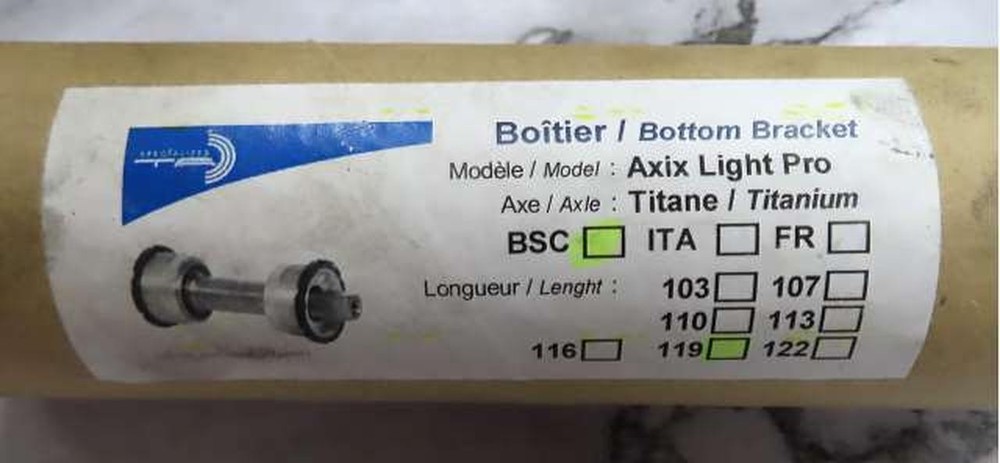 Boîtier / Bottom Bracket
Modèle / Model : Axix Light Pro
Axe / Axle : Titane / Titanium
BSC ITA FR
Longueur / Lenght : 103 107
110 113
116 119 122